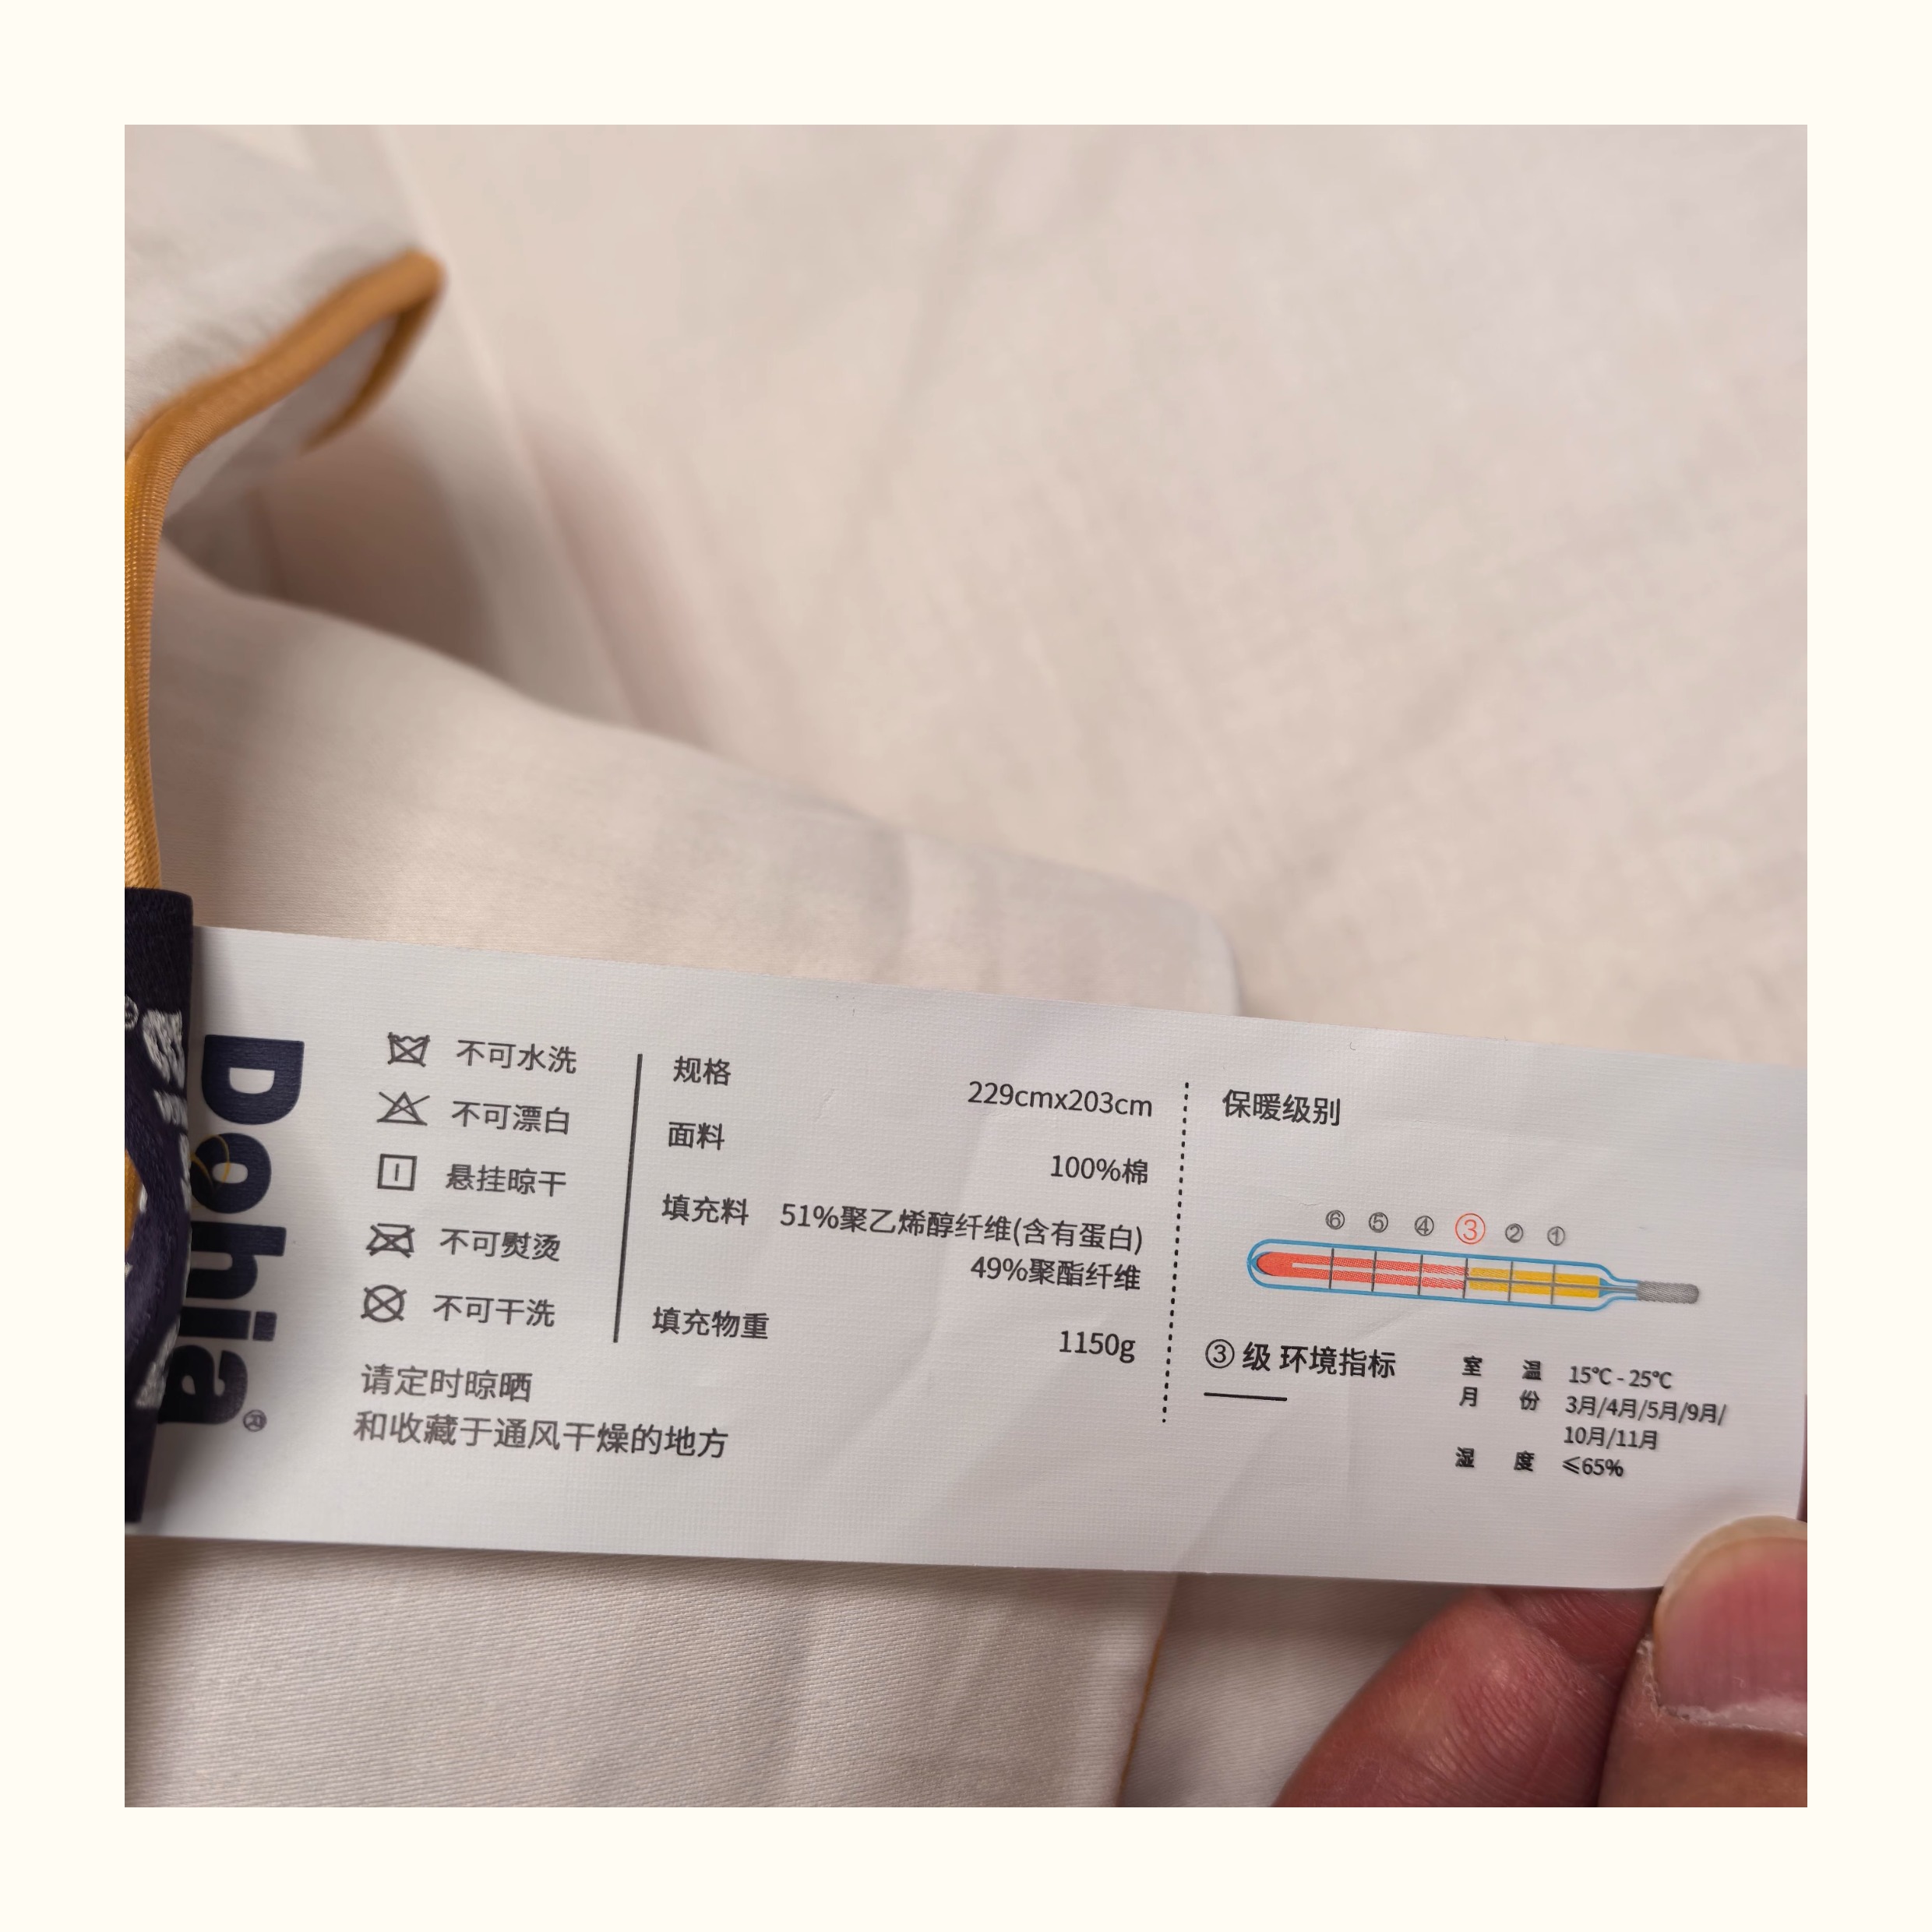 Dohia®
不可水洗
不可漂白
悬挂晾干
不可熨烫
不可干洗
请定时晾晒
和收藏于通风干燥的地方
规格 229cmx203cm
面料 100%棉
填充料 51%聚乙烯醇纤维(含有蛋白)
49%聚酯纤维
填充物重 1150g
保暖级别
⑥ ⑤ ④ ③ ② ①
③ 级 环境指标
室 温 15℃ - 25℃
月 份 3月/4月/5月/9月/
10月/11月
湿 度 ≤65%